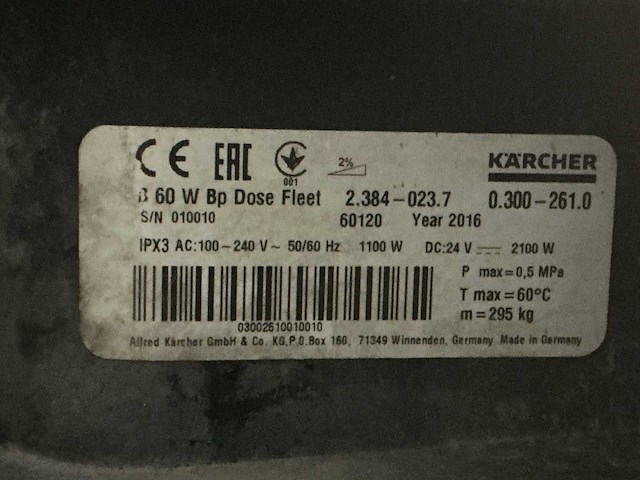 CE EAC 001 2% KÄRCHER
B 60 W Bp Dose Fleet 2.384-023.7 0.300-261.0
S/N 010010 60120 Year 2016
IPX3 AC:100-240 V~ 50/60 Hz 1100 W DC:24 V ⎓ 2100 W
P max=0,5 MPa
T max=60°C
m=295 kg
03002610010010
Alfred Kärcher GmbH & Co. KG,P.O.Box 160, 71349 Winnenden, Germany Made in Germany